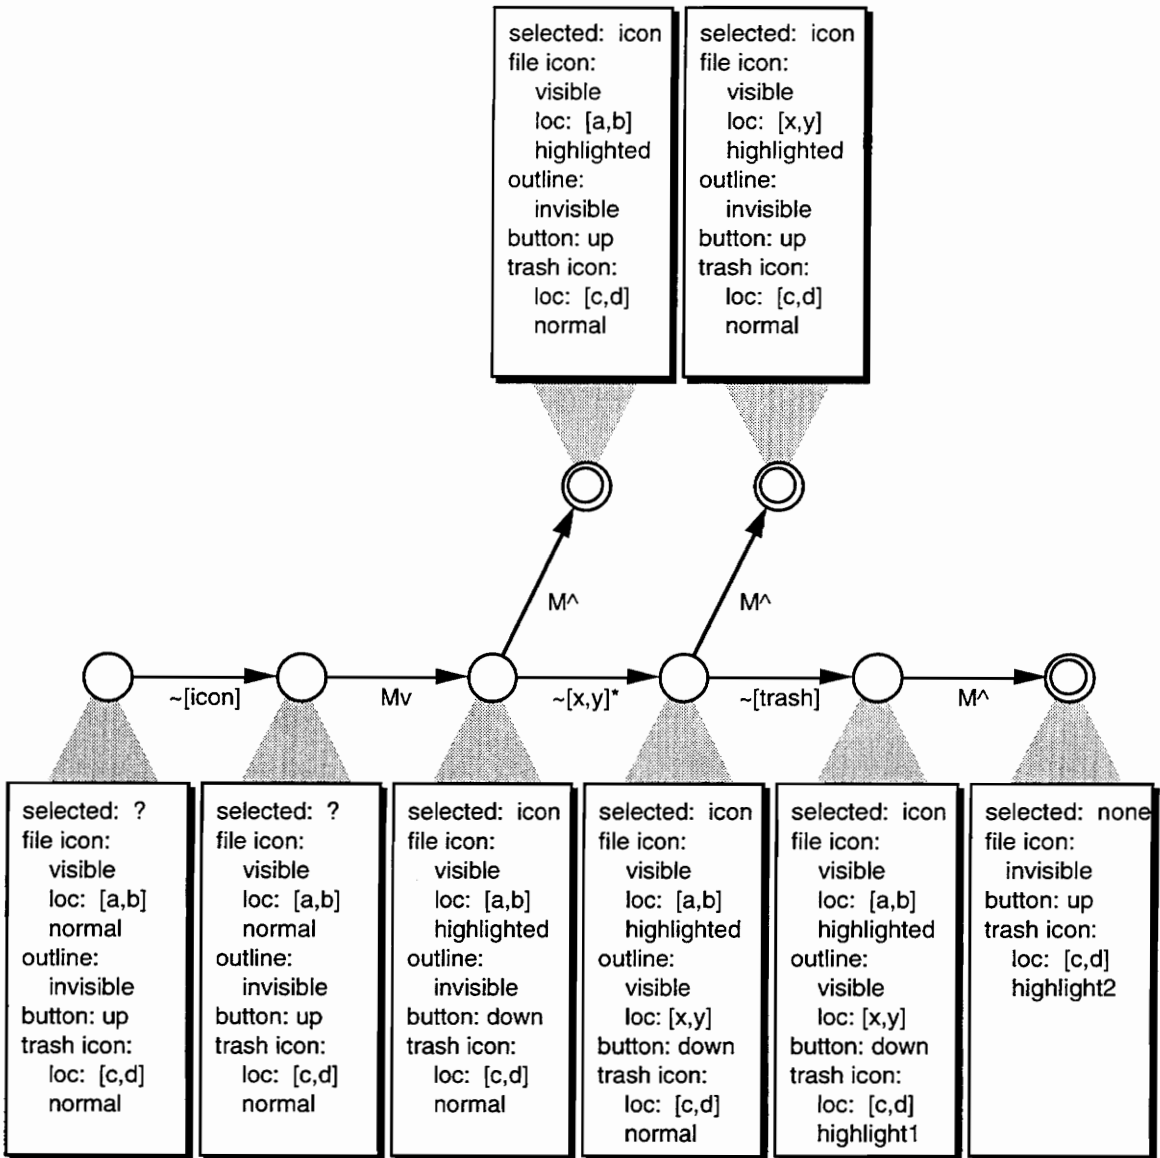 selected: icon
file icon:
visible
loc: [a,b]
highlighted
outline:
invisible
button: up
trash icon:
loc: [c,d]
normal
selected: icon
file icon:
visible
loc: [x,y]
highlighted
outline:
invisible
button: up
trash icon:
loc: [c,d]
normal
M^
M^
~[icon]
Mv
~[x,y]*
~[trash]
M^
selected: ?
file icon:
visible
loc: [a,b]
normal
outline:
invisible
button: up
trash icon:
loc: [c,d]
normal
selected: ?
file icon:
visible
loc: [a,b]
normal
outline:
invisible
button: up
trash icon:
loc: [c,d]
normal
selected: icon
file icon:
visible
loc: [a,b]
highlighted
outline:
invisible
button: down
trash icon:
loc: [c,d]
normal
selected: icon
file icon:
visible
loc: [a,b]
highlighted
outline:
visible
loc: [x,y]
button: down
trash icon:
loc: [c,d]
normal
selected: icon
file icon:
visible
loc: [a,b]
highlighted
outline:
visible
loc: [x,y]
button: down
trash icon:
loc: [c,d]
highlight1
selected: none
file icon:
invisible
button: up
trash icon:
loc: [c,d]
highlight2